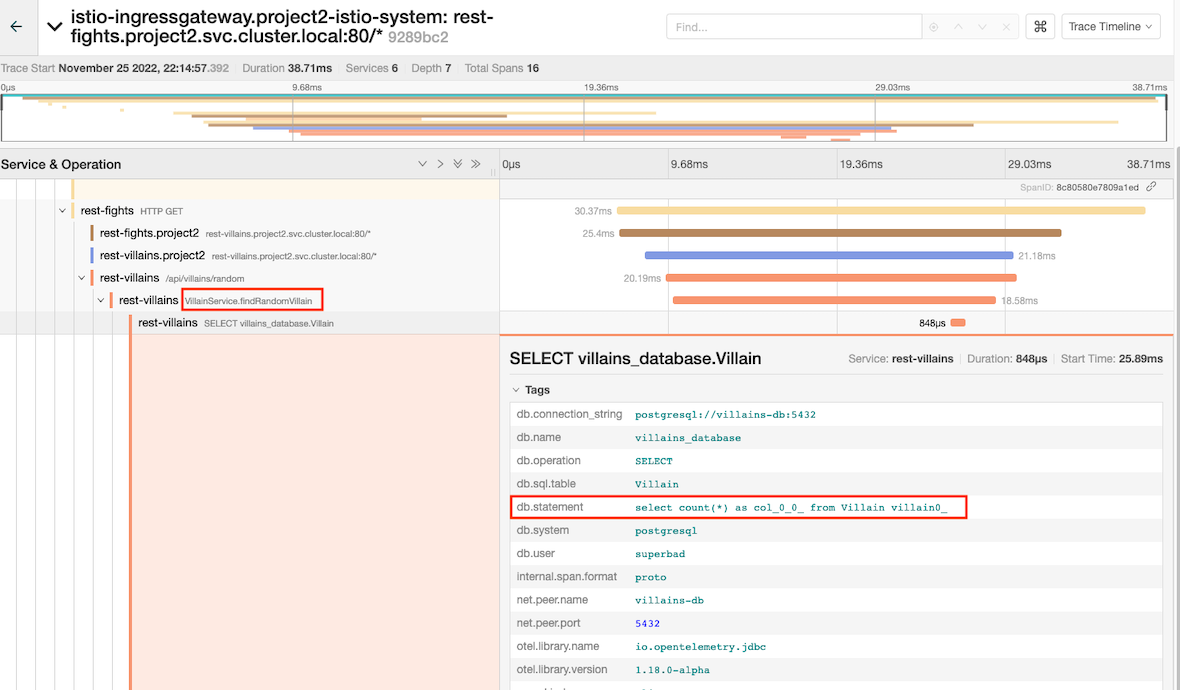 istio-ingressgateway.project2-istio-system: rest-
fights.project2.svc.cluster.local:80/* 9289bc2
Find...
⌘
Trace Timeline
Trace Start November 25 2022, 22:14:57.392 Duration 38.71ms Services 6 Depth 7 Total Spans 16
0μs 9.68ms 19.36ms 29.03ms 38.71ms
Service & Operation 0μs 9.68ms 19.36ms 29.03ms 38.71ms
SpanID: 8c80580e7809a1ed
rest-fights HTTP GET 30.37ms
rest-fights.project2 rest-villains.project2.svc.cluster.local:80/* 25.4ms
rest-villains.project2 rest-villains.project2.svc.cluster.local:80/* 21.18ms
rest-villains /api/villains/random 20.19ms
rest-villains VillainService.findRandomVillain 18.58ms
rest-villains SELECT villains_database.Villain 848μs
SELECT villains_database.Villain Service: rest-villains Duration: 848μs Start Time: 25.89ms
Tags
db.connection_string postgresql://villains-db:5432
db.name villains_database
db.operation SELECT
db.sql.table Villain
db.statement select count(*) as col_0_0_ from Villain villain0_
db.system postgresql
db.user superbad
internal.span.format proto
net.peer.name villains-db
net.peer.port 5432
otel.library.name io.opentelemetry.jdbc
otel.library.version 1.18.0-alpha